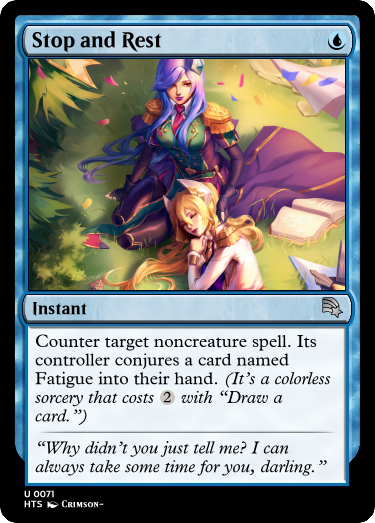 Stop and Rest
Instant
Counter target noncreature spell. Its
controller conjures a card named
Fatigue into their hand. (It's a colorless
sorcery that costs 2 with “Draw a
card.”)
“Why didn't you just tell me? I can
always take some time for you, darling.”
U 0071
HTS Crimson~